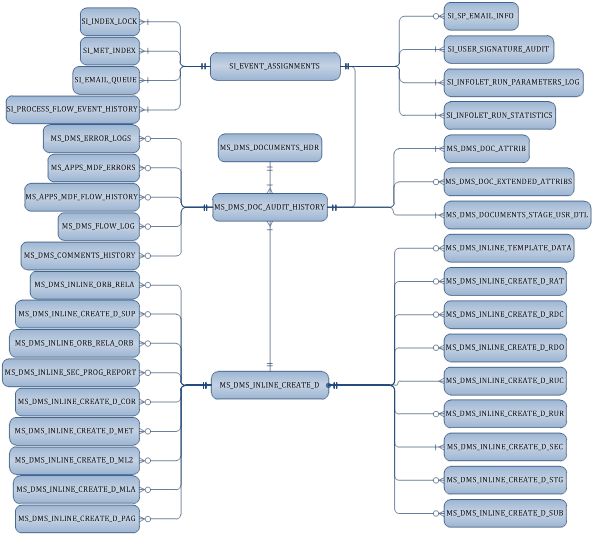 SI_INDEX_LOCK
SI_MET_INDEX
SI_EMAIL_QUEUE
SI_PROCESS_FLOW_EVENT_HISTORY
MS_DMS_ERROR_LOGS
MS_APPS_MDF_ERRORS
MS_APPS_MDF_FLOW_HISTORY
MS_DMS_FLOW_LOG
MS_DMS_COMMENTS_HISTORY
MS_DMS_INLINE_ORB_RELA
MS_DMS_INLINE_CREATE_D_SUP
MS_DMS_INLINE_ORB_RELA_ORB
MS_DMS_INLINE_SEC_PROG_REPORT
MS_DMS_INLINE_CREATE_D_COR
MS_DMS_INLINE_CREATE_D_MET
MS_DMS_INLINE_CREATE_D_ML2
MS_DMS_INLINE_CREATE_D_MLA
MS_DMS_INLINE_CREATE_D_PAG
SI_EVENT_ASSIGNMENTS
MS_DMS_DOCUMENTS_HDR
MS_DMS_DOC_AUDIT_HISTORY
MS_DMS_INLINE_CREATE_D
SI_SP_EMAIL_INFO
SI_USER_SIGNATURE_AUDIT
SI_INFOLET_RUN_PARAMETERS_LOG
SI_INFOLET_RUN_STATISTICS
MS_DMS_DOC_ATTRIB
MS_DMS_DOC_EXTENDED_ATTRIBS
MS_DMS_DOCUMENTS_STAGE_USR_DTL
MS_DMS_INLINE_TEMPLATE_DATA
MS_DMS_INLINE_CREATE_D_RAT
MS_DMS_INLINE_CREATE_D_RDC
MS_DMS_INLINE_CREATE_D_RDO
MS_DMS_INLINE_CREATE_D_RUC
MS_DMS_INLINE_CREATE_D_RUR
MS_DMS_INLINE_CREATE_D_SEC
MS_DMS_INLINE_CREATE_D_STG
MS_DMS_INLINE_CREATE_D_SUB